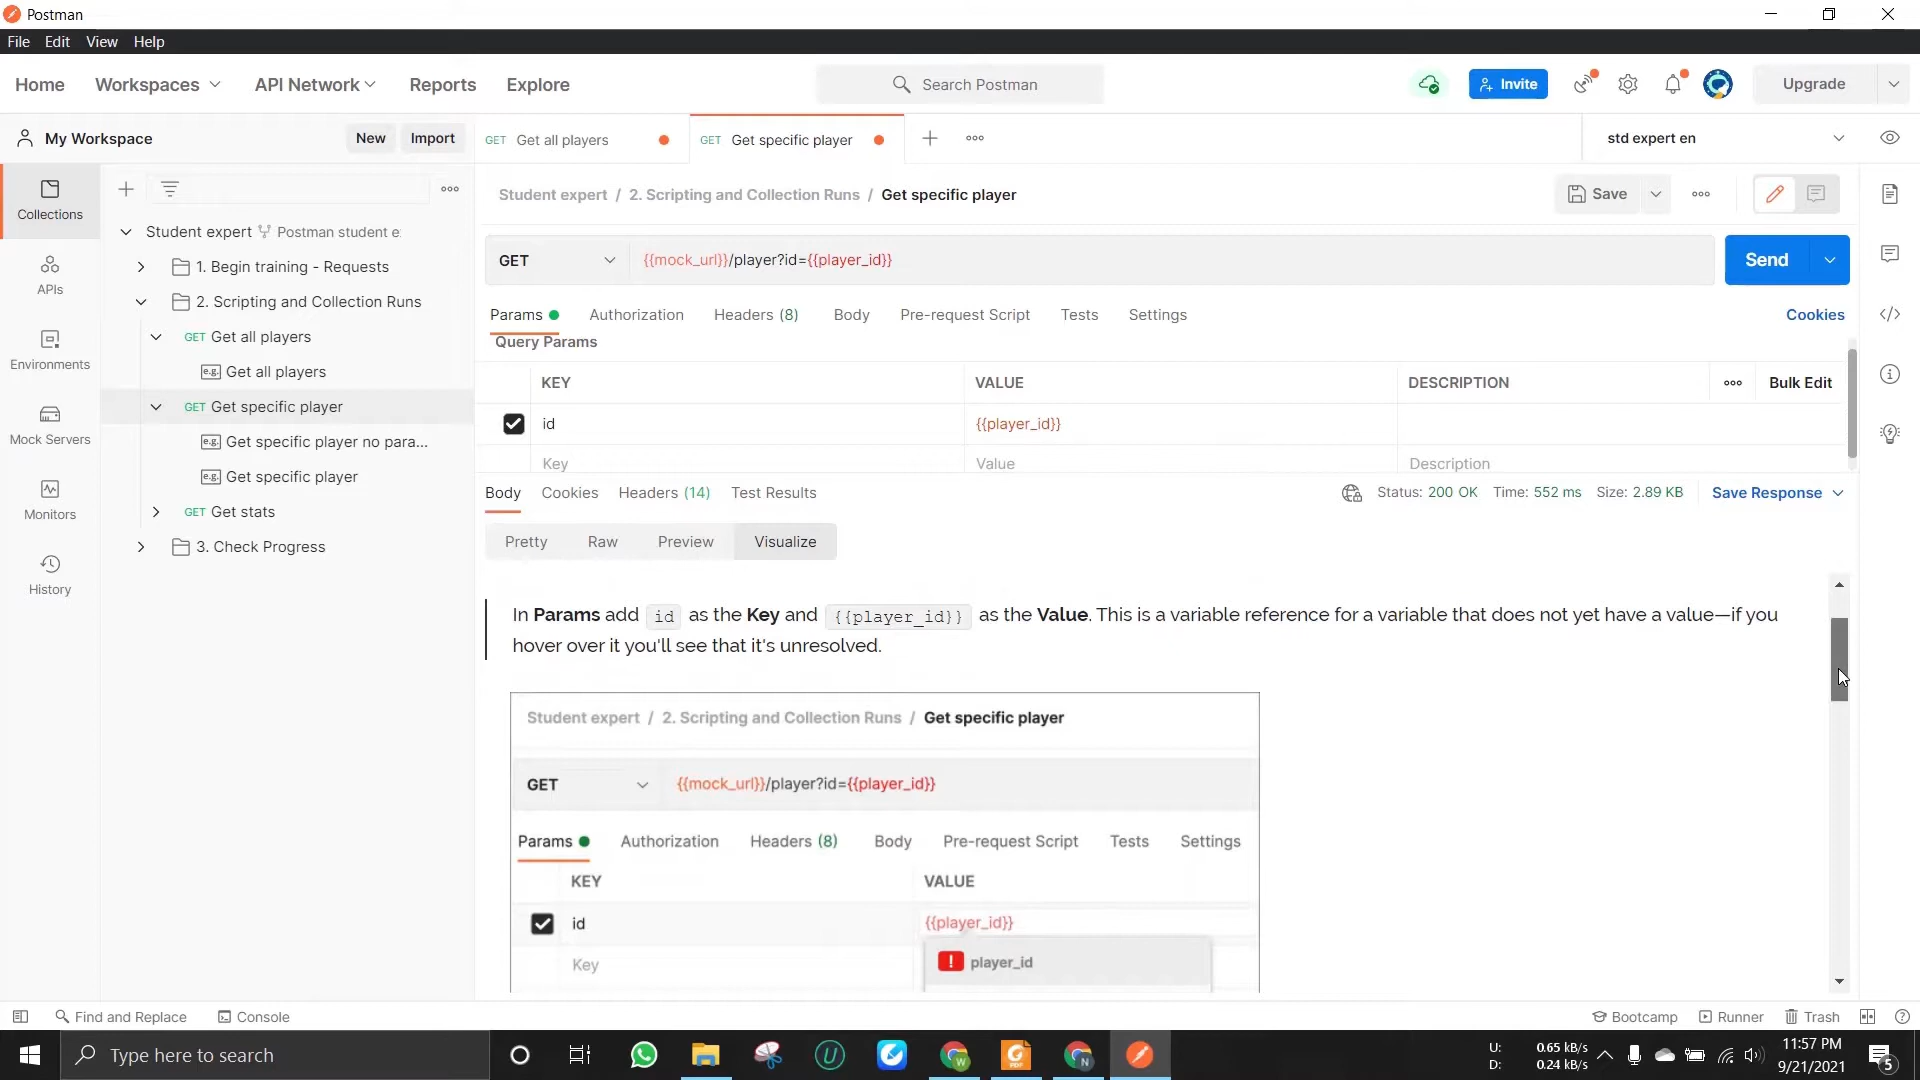 Postman
File Edit View Help
Home Workspaces API Network Reports Explore Search Postman Invite Upgrade
My Workspace New Import GET Get all players GET Get specific player std expert en
Collections
APIs
Environments
Mock Servers
Monitors
History
Student expert Postman student e
1. Begin training - Requests
2. Scripting and Collection Runs
GET Get all players
e.g. Get all players
GET Get specific player
e.g. Get specific player no para...
e.g. Get specific player
GET Get stats
3. Check Progress
Student expert / 2. Scripting and Collection Runs / Get specific player Save
GET {{mock_url}}/player?id={{player_id}} Send
Params Authorization Headers (8) Body Pre-request Script Tests Settings Cookies
Query Params
KEY VALUE DESCRIPTION Bulk Edit
id {{player_id}}
Key Value Description
Body Cookies Headers (14) Test Results Status: 200 OK Time: 552 ms Size: 2.89 KB Save Response
Pretty Raw Preview Visualize
In Params add id as the Key and {{player_id}} as the Value. This is a variable reference for a variable that does not yet have a value—if you
hover over it you'll see that it's unresolved.
Student expert / 2. Scripting and Collection Runs / Get specific player
GET {{mock_url}}/player?id={{player_id}}
Params Authorization Headers (8) Body Pre-request Script Tests Settings
KEY VALUE
id {{player_id}}
Key ! player_id
Find and Replace Console Bootcamp Runner Trash
Type here to search
U: 0.65 kB/s
D: 0.24 kB/s
11:57 PM
9/21/2021
5